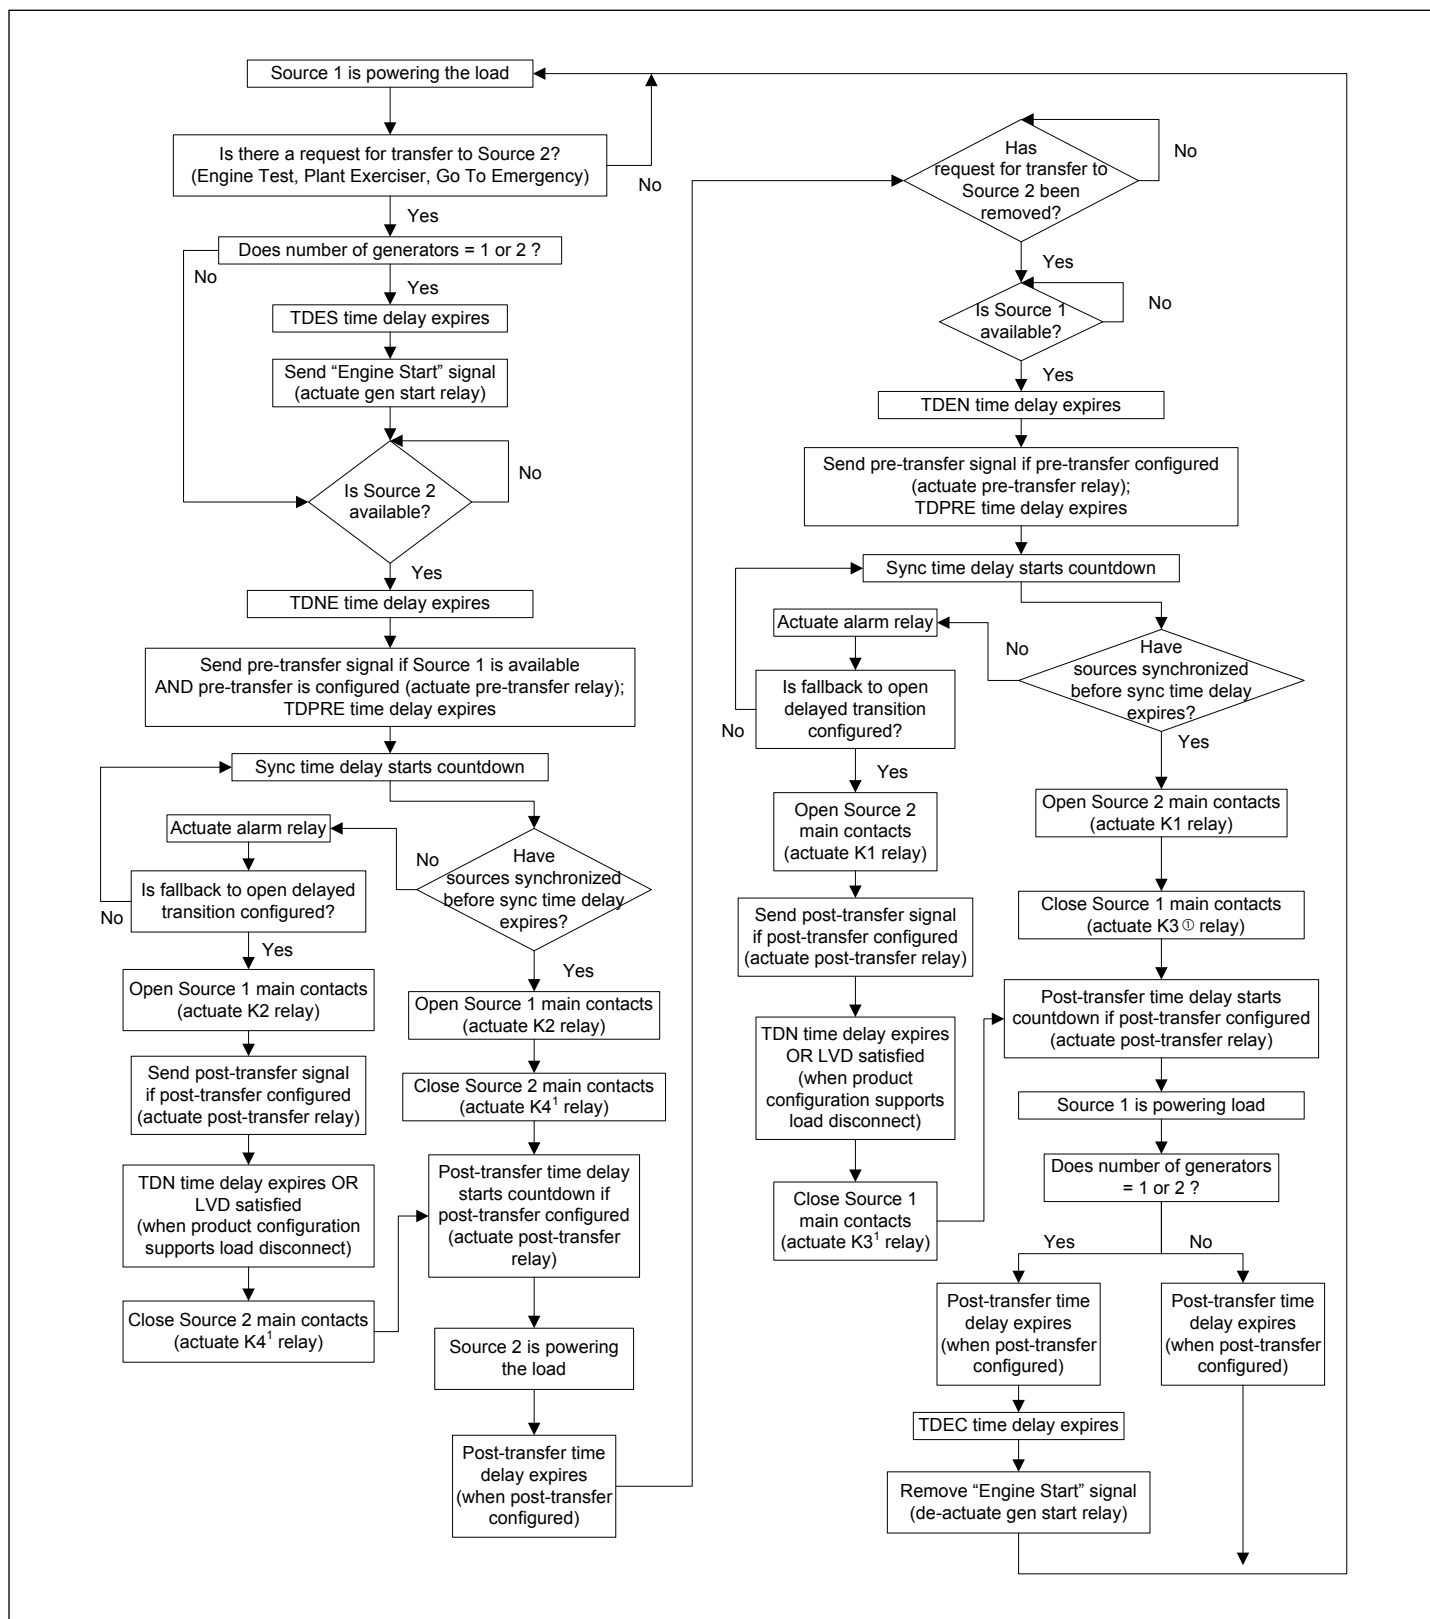 Source 1 is powering the load
Is there a request for transfer to Source 2?
(Engine Test, Plant Exerciser, Go To Emergency)
No
Yes
Does number of generators = 1 or 2 ?
No
Yes
TDES time delay expires
Send “Engine Start” signal
(actuate gen start relay)
No
Is Source 2
available?
Yes
TDNE time delay expires
Send pre-transfer signal if Source 1 is available
AND pre-transfer is configured (actuate pre-transfer relay);
TDPRE time delay expires
Sync time delay starts countdown
Actuate alarm relay
No
Have
sources synchronized
before sync time delay
expires?
Is fallback to open delayed
transition configured?
No
Yes
Open Source 1 main contacts
(actuate K2 relay)
Send post-transfer signal
if post-transfer configured
(actuate post-transfer relay)
TDN time delay expires OR
LVD satisfied
(when product configuration
supports load disconnect)
Close Source 2 main contacts
(actuate K4¹ relay)
Yes
Open Source 1 main contacts
(actuate K2 relay)
Close Source 2 main contacts
(actuate K4¹ relay)
Post-transfer time delay
starts countdown if
post-transfer configured
(actuate post-transfer
relay)
Source 2 is powering
the load
Post-transfer time
delay expires
(when post-transfer
configured)
Has
request for transfer to
Source 2 been
removed?
No
Yes
Is Source 1
available?
No
Yes
TDEN time delay expires
Send pre-transfer signal if pre-transfer configured
(actuate pre-transfer relay);
TDPRE time delay expires
Sync time delay starts countdown
Actuate alarm relay
No
Have
sources synchronized
before sync time delay
expires?
Is fallback to open
delayed transition
configured?
No
Yes
Open Source 2
main contacts
(actuate K1 relay)
Send post-transfer signal
if post-transfer configured
(actuate post-transfer relay)
TDN time delay expires
OR LVD satisfied
(when product
configuration supports
load disconnect)
Close Source 1
main contacts
(actuate K3¹ relay)
Yes
Open Source 2 main contacts
(actuate K1 relay)
Close Source 1 main contacts
(actuate K3 ① relay)
Post-transfer time delay starts
countdown if post-transfer configured
(actuate post-transfer relay)
Source 1 is powering load
Does number of generators
= 1 or 2 ?
Yes
No
Post-transfer time
delay expires
(when post-transfer
configured)
Post-transfer time
delay expires
(when post-transfer
configured)
TDEC time delay expires
Remove “Engine Start” signal
(de-actuate gen start relay)